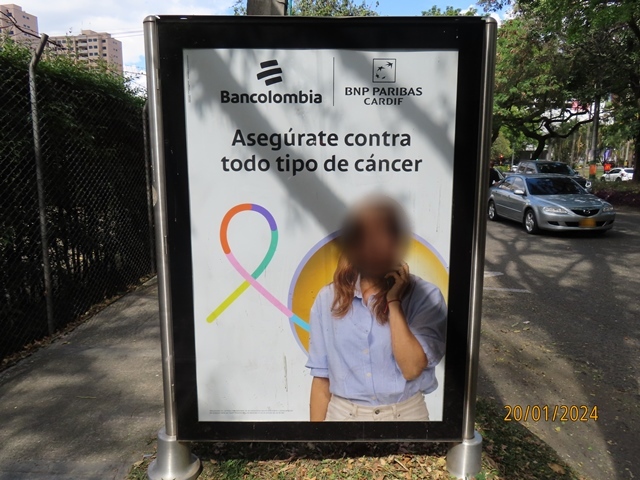 Bancolombia
BNP PARIBAS
CARDIF
Asegúrate contra
todo tipo de cáncer
20/01/2024